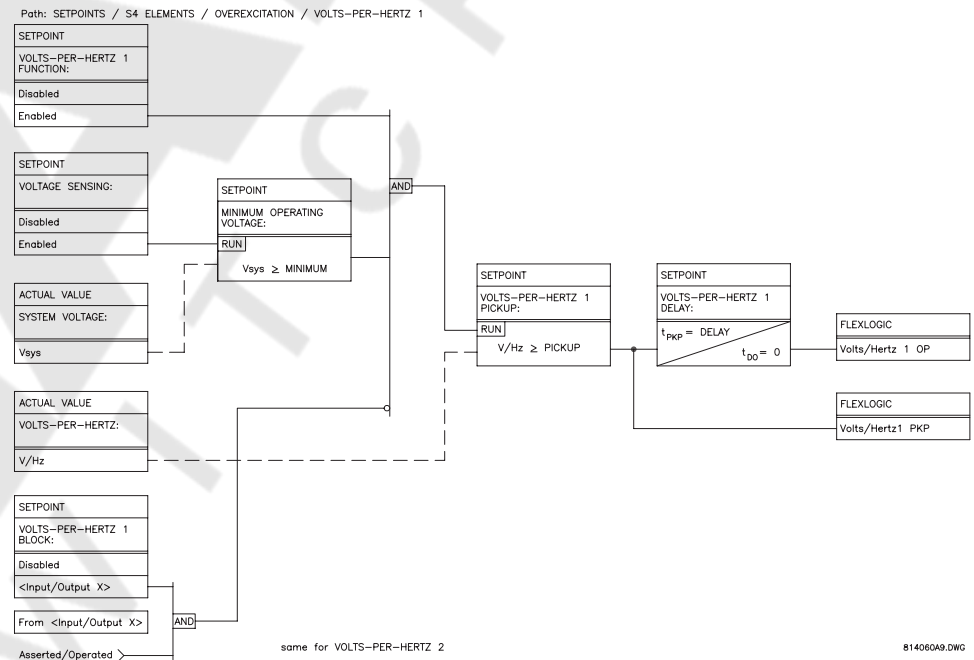 Path: SETPOINTS / S4 ELEMENTS / OVEREXCITATION / VOLTS-PER-HERTZ 1
SETPOINT
VOLTS-PER-HERTZ 1
FUNCTION:
Disabled
Enabled
SETPOINT
VOLTAGE SENSING:
Disabled
Enabled
ACTUAL VALUE
SYSTEM VOLTAGE:
Vsys
ACTUAL VALUE
VOLTS-PER-HERTZ:
V/Hz
SETPOINT
VOLTS-PER-HERTZ 1
BLOCK:
Disabled
<Input/Output X>
From <Input/Output X>
Asserted/Operated
AND
SETPOINT
MINIMUM OPERATING
VOLTAGE:
RUN
Vsys ≥ MINIMUM
AND
SETPOINT
VOLTS-PER-HERTZ 1
PICKUP:
RUN
V/Hz ≥ PICKUP
SETPOINT
VOLTS-PER-HERTZ 1
DELAY:
tPKP = DELAY
tDO = 0
FLEXLOGIC
Volts/Hertz 1 OP
FLEXLOGIC
Volts/Hertz1 PKP
same for VOLTS-PER-HERTZ 2
814060A9.DWG